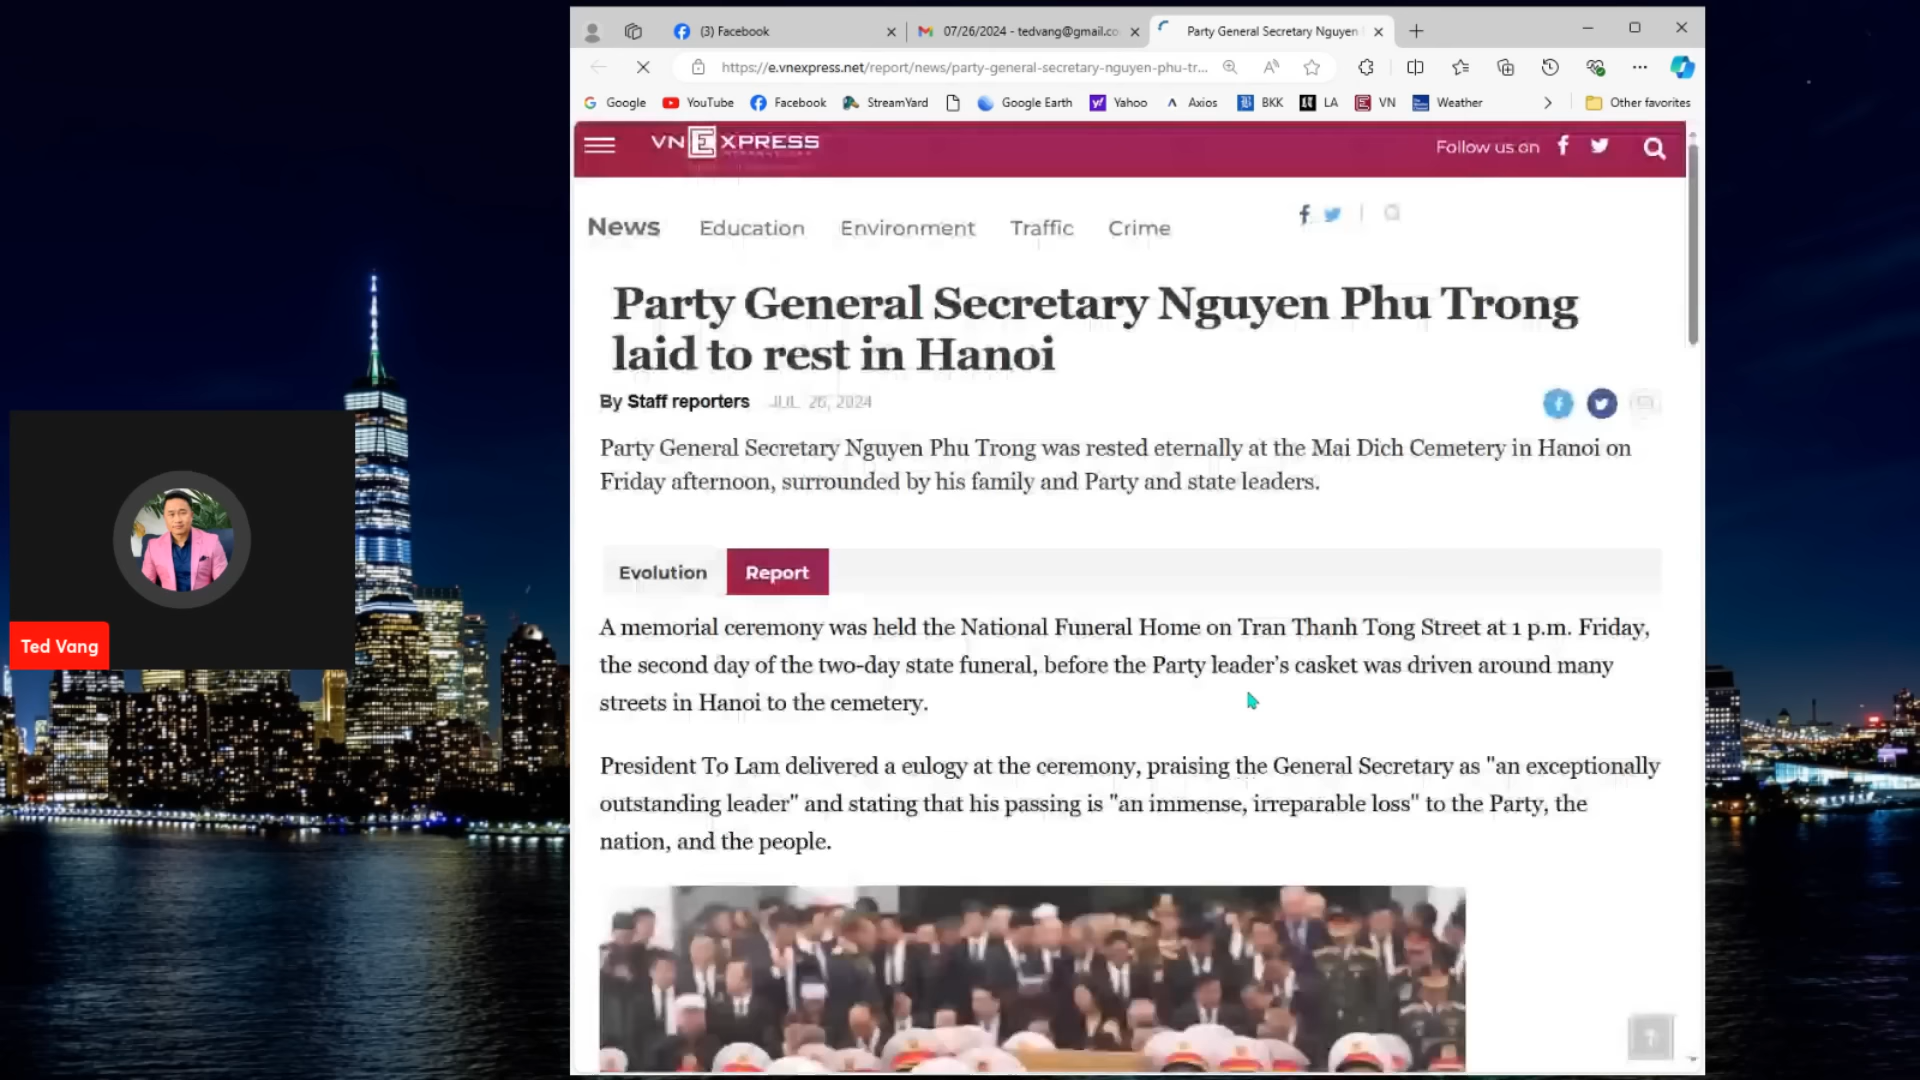 (3) Facebook
07/26/2024 - tedvang@gmail.co
Party General Secretary Nguyen
https://e.vnexpress.net/report/news/party-general-secretary-nguyen-phu-tr...
Google YouTube Facebook StreamYard Google Earth Yahoo Axios BKK LA VN Weather Other favorites
VN EXPRESS
Follow us on
News Education Environment Traffic Crime
Party General Secretary Nguyen Phu Trong
laid to rest in Hanoi
By Staff reporters JUL 26, 2024
Party General Secretary Nguyen Phu Trong was rested eternally at the Mai Dich Cemetery in Hanoi on
Friday afternoon, surrounded by his family and Party and state leaders.
Evolution Report
A memorial ceremony was held the National Funeral Home on Tran Thanh Tong Street at 1 p.m. Friday,
the second day of the two-day state funeral, before the Party leader's casket was driven around many
streets in Hanoi to the cemetery.
President To Lam delivered a eulogy at the ceremony, praising the General Secretary as "an exceptionally
outstanding leader" and stating that his passing is "an immense, irreparable loss" to the Party, the
nation, and the people.
Ted Vang